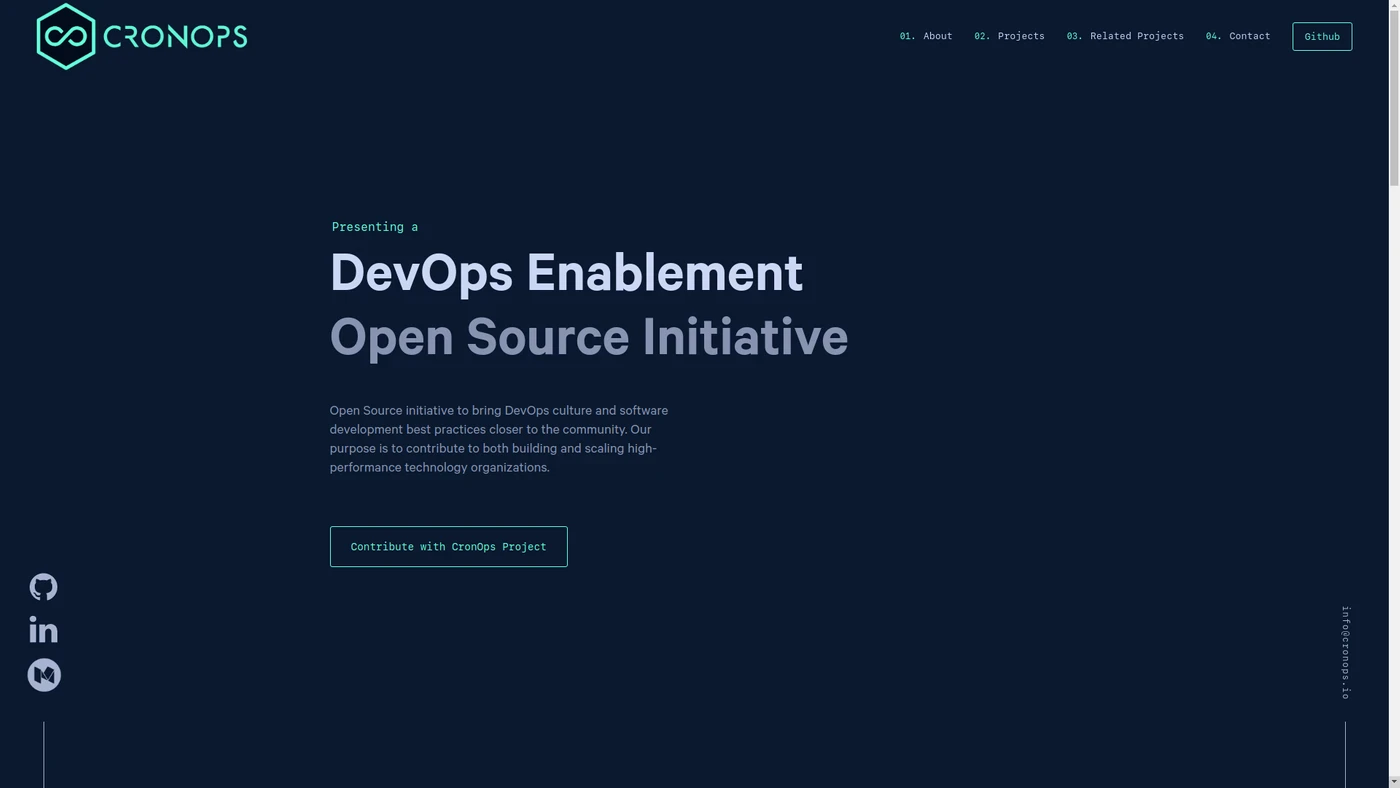 CRONOPS
01. About
02. Projects
03. Related Projects
04. Contact
Github
Presenting a
DevOps Enablement
Open Source Initiative
Open Source initiative to bring DevOps culture and software
development best practices closer to the community. Our
purpose is to contribute to both building and scaling high-
performance technology organizations.
Contribute with CronOps Project
in
info@cronops.io